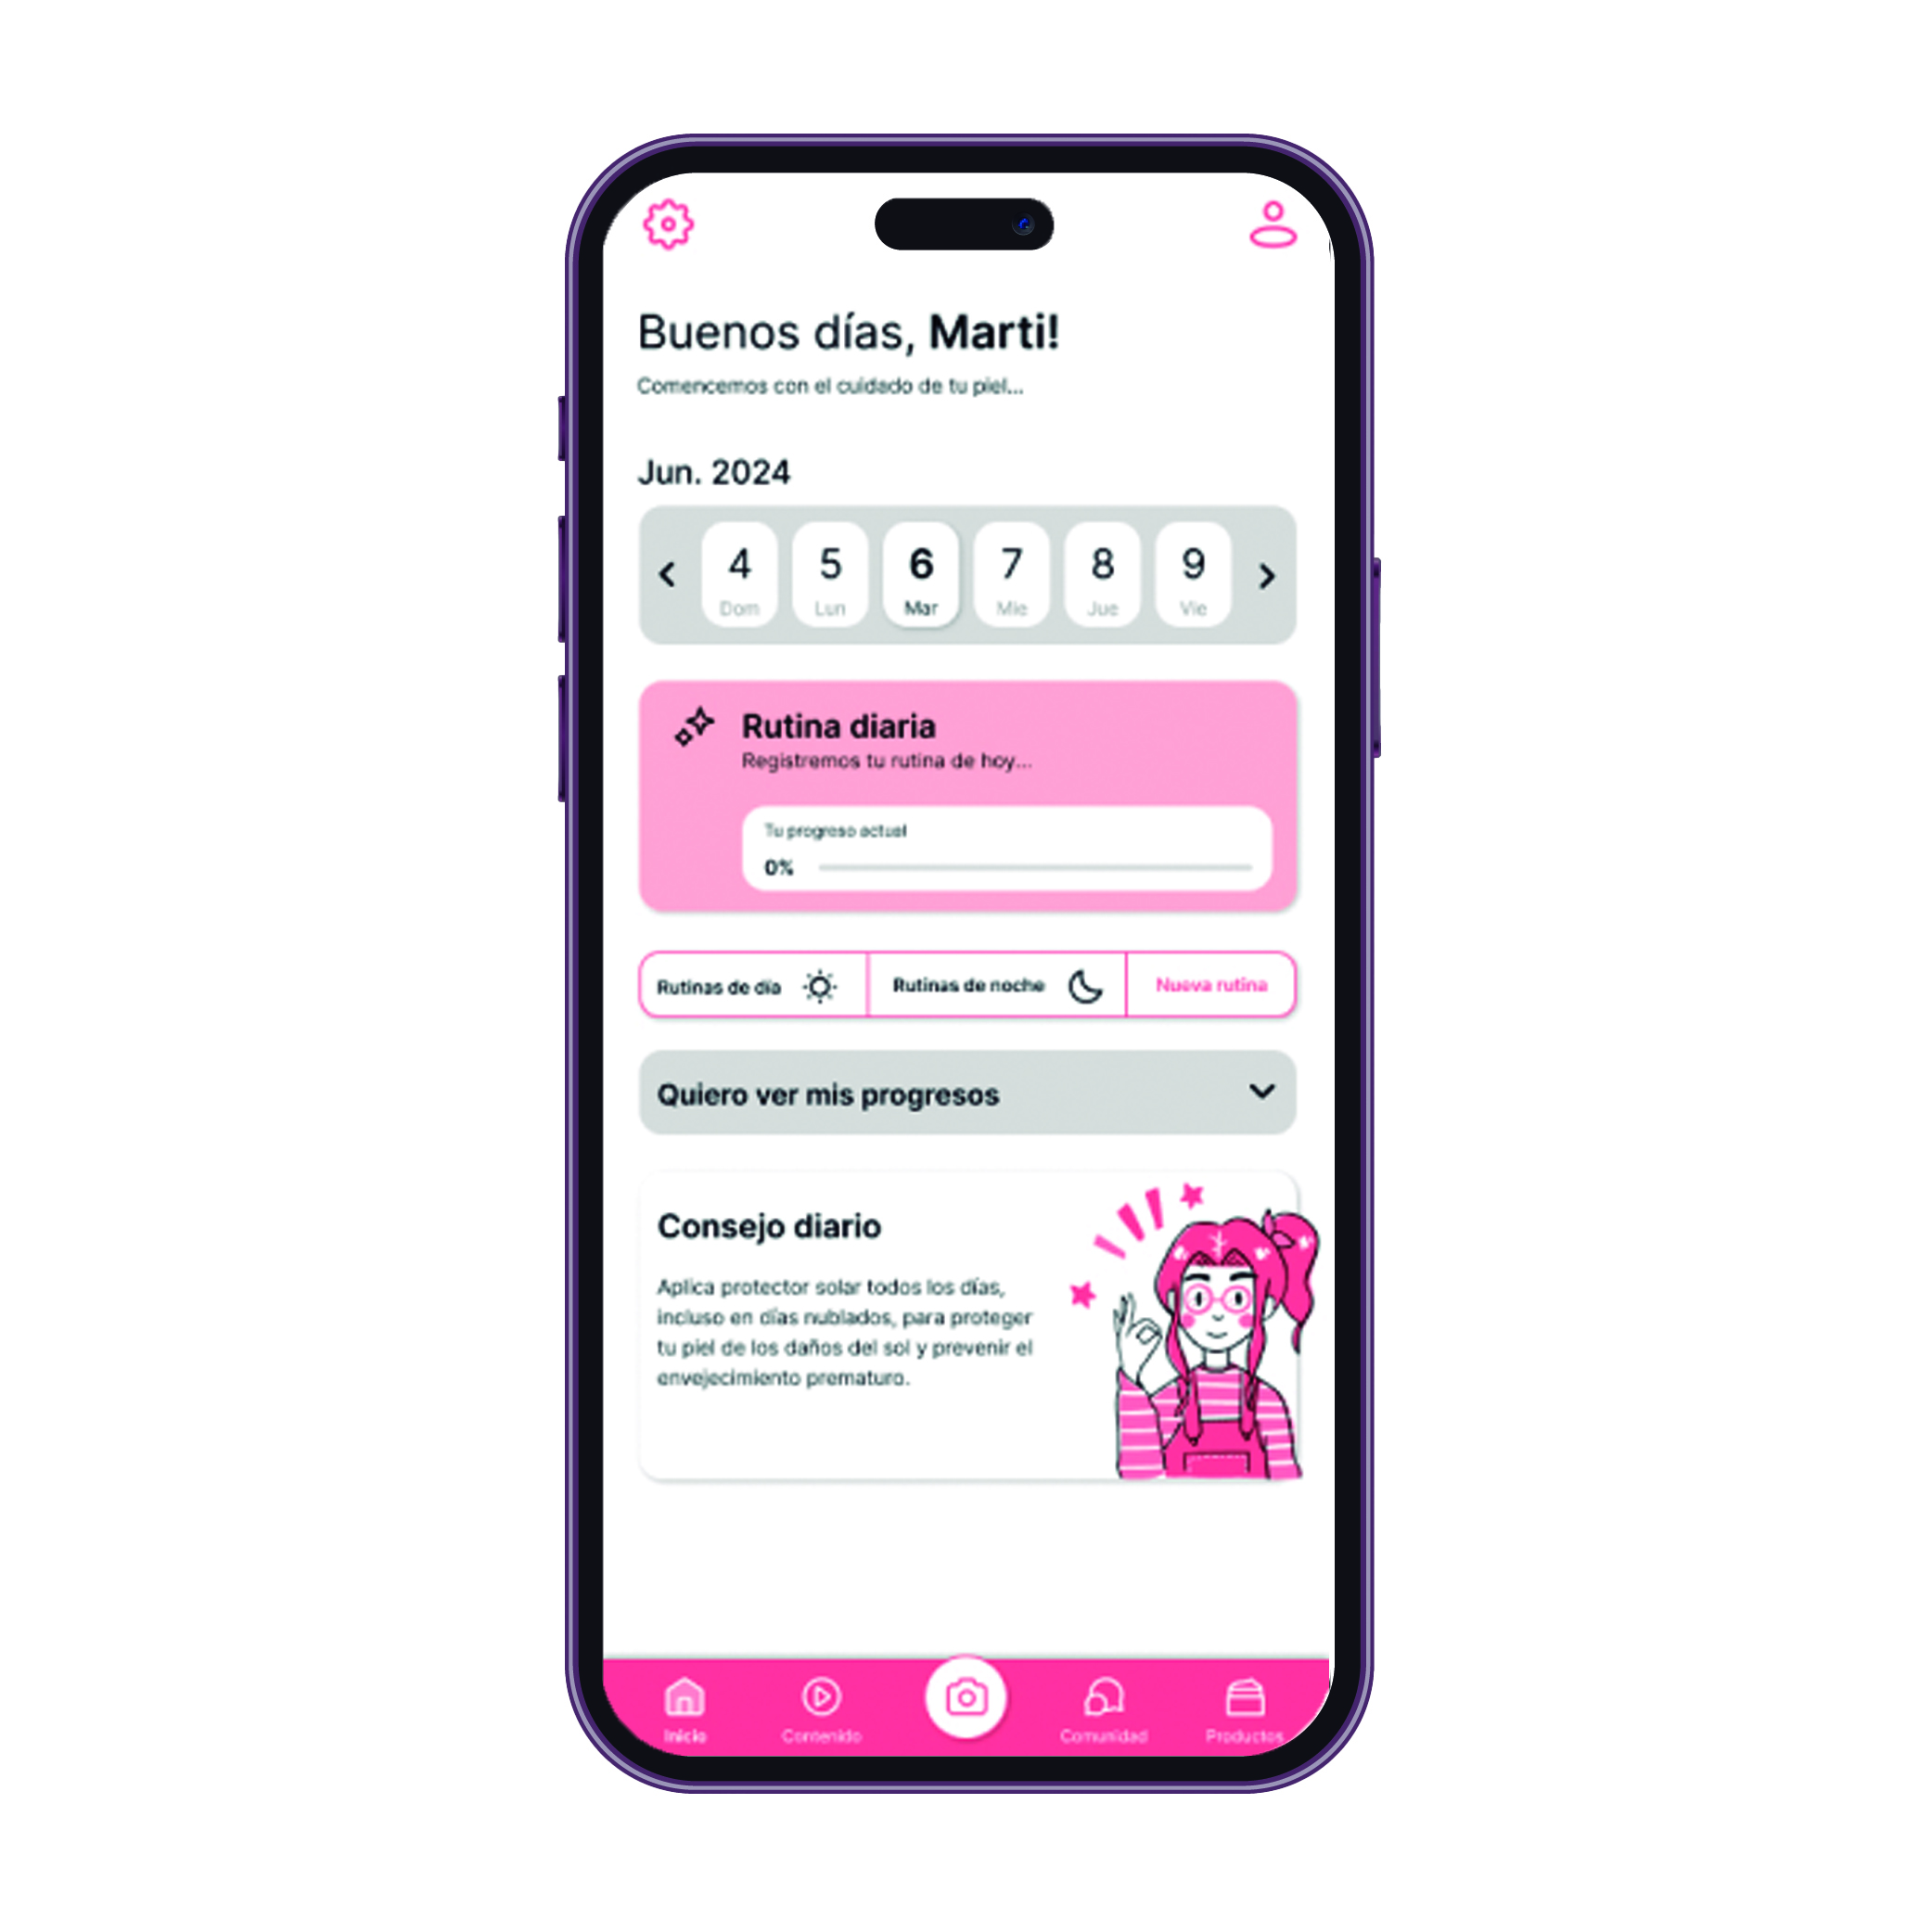 Buenos días, Marti!
Comencemos con el cuidado de tu piel...
Jun. 2024
4 5 6 7 8 9
Dom Lun Mar Mie Jue Vie
Rutina diaria
Registremos tu rutina de hoy...
Tu progreso actual
0%
Rutinas de día Rutinas de noche Nueva rutina
Quiero ver mis progresos
Consejo diario
Aplica protector solar todos los días,
incluso en días nublados, para proteger
tu piel de los daños del sol y prevenir el
envejecimiento prematuro.
Inicio Contenido Comunidad Productos